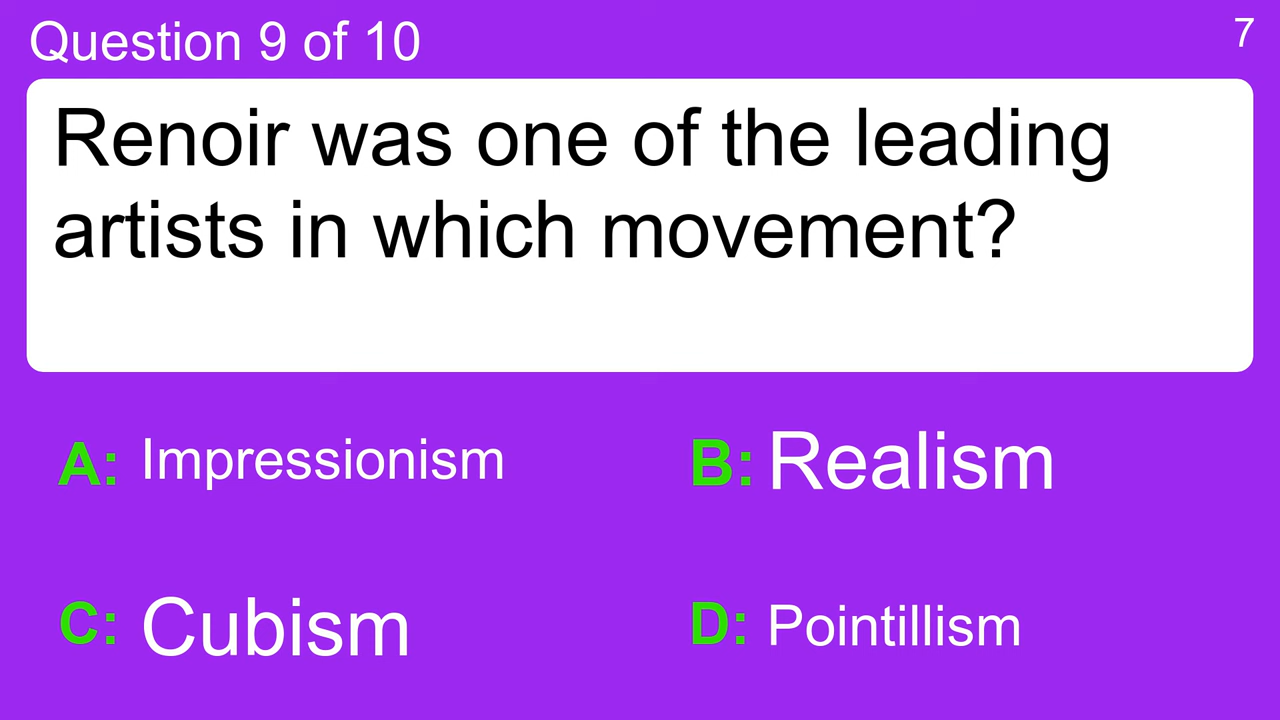 Question 9 of 10
7
Renoir was one of the leading
artists in which movement?
A: Impressionism
B: Realism
C: Cubism
D: Pointillism